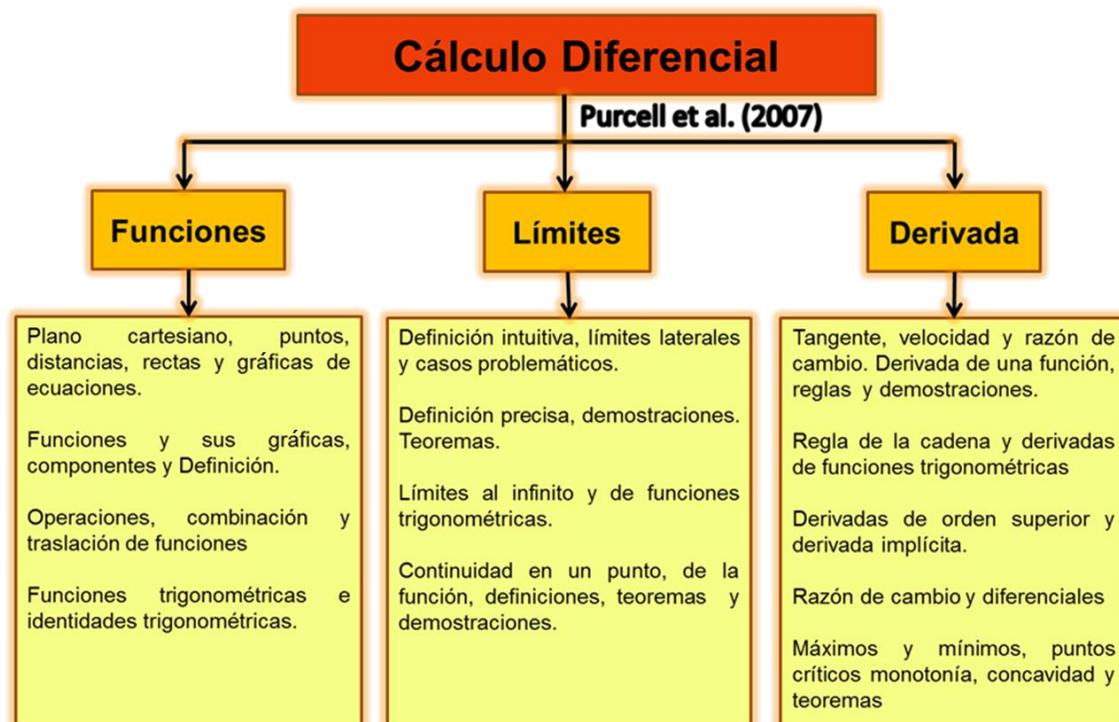 Cálculo Diferencial
Purcell et al. (2007)
Funciones
Límites
Derivada
Plano cartesiano, puntos,
distancias, rectas y gráficas de
ecuaciones.
Funciones y sus gráficas,
componentes y Definición.
Operaciones, combinación y
traslación de funciones
Funciones trigonométricas e
identidades trigonométricas.
Definición intuitiva, límites laterales
y casos problemáticos.
Definición precisa, demostraciones.
Teoremas.
Límites al infinito y de funciones
trigonométricas.
Continuidad en un punto, de la
función, definiciones, teoremas y
demostraciones.
Tangente, velocidad y razón de
cambio. Derivada de una función,
reglas y demostraciones.
Regla de la cadena y derivadas
de funciones trigonométricas
Derivadas de orden superior y
derivada implícita.
Razón de cambio y diferenciales
Máximos y mínimos, puntos
críticos monotonía, concavidad y
teoremas